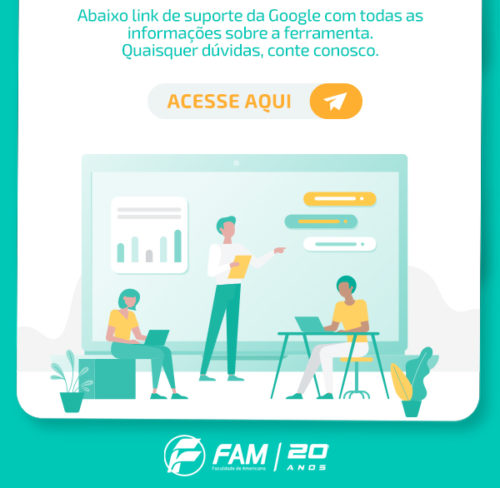 Abaixo link de suporte da Google com todas as
informações sobre a ferramenta.
Quaisquer dúvidas, conte conosco.
ACESSE AQUI
FAM | 20
Faculdade de Americana ANOS